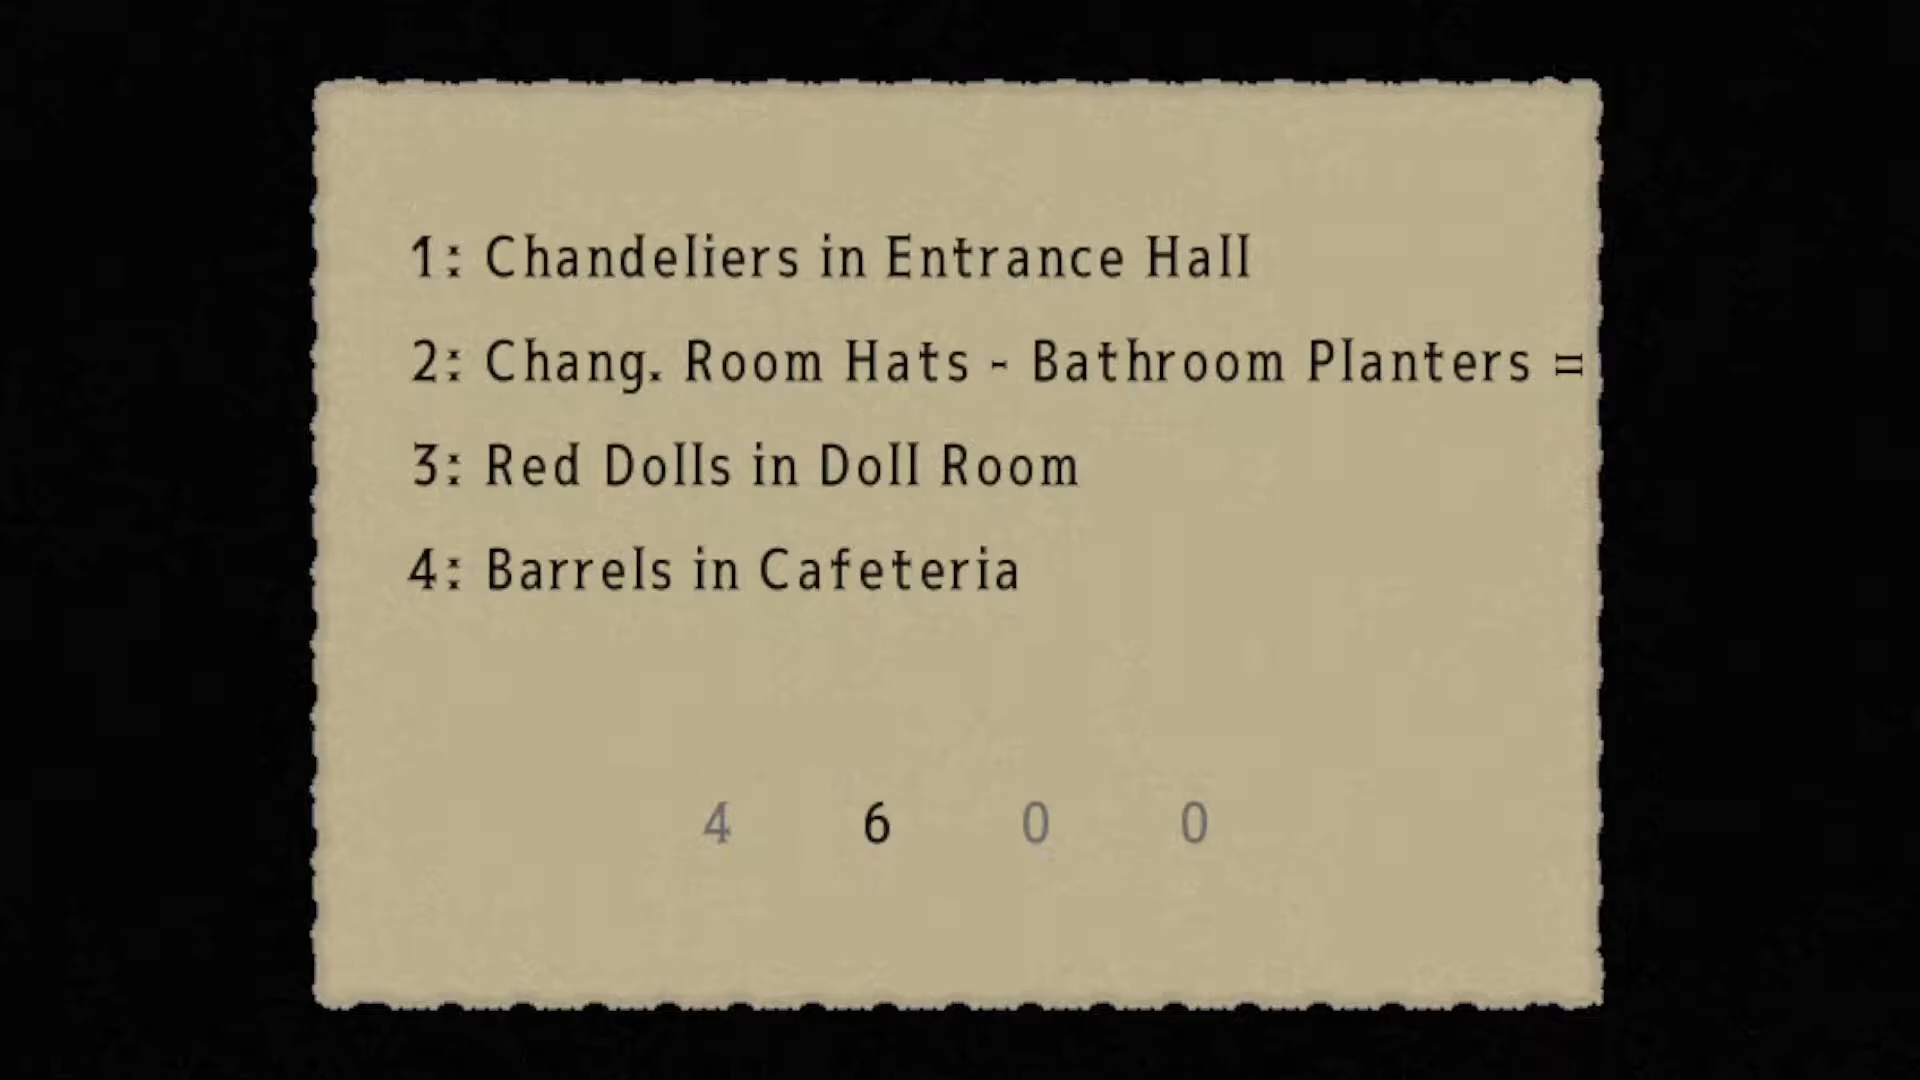 1: Chandeliers in Entrance Hall
2: Chang. Room Hats - Bathroom Planters =
3: Red Dolls in Doll Room
4: Barrels in Cafeteria
4 6 0 0